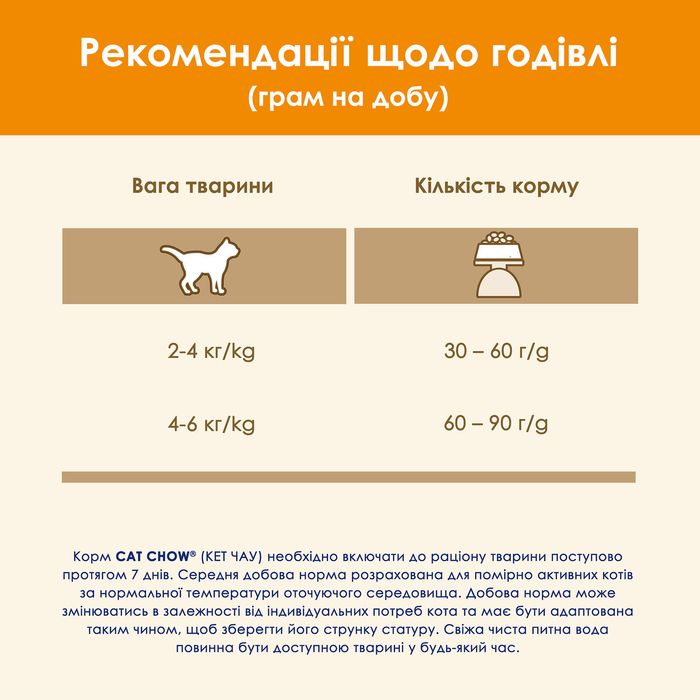 Рекомендації щодо годівлі
(грам на добу)
Вага тварини
Кількість корму
2-4 кг/kg
30 – 60 г/g
4-6 кг/kg
60 – 90 г/g
Корм CAT CHOW® (КЕТ ЧАУ) необхідно включати до раціону тварини поступово
протягом 7 днів. Середня добова норма розрахована для помірно активних котів
за нормальної температури оточуючого середовища. Добова норма може
змінюватись в залежності від індивідуальних потреб кота та має бути адаптована
таким чином, щоб зберегти його струнку статуру. Свіжа чиста питна вода
повинна бути доступною тварині у будь-який час.